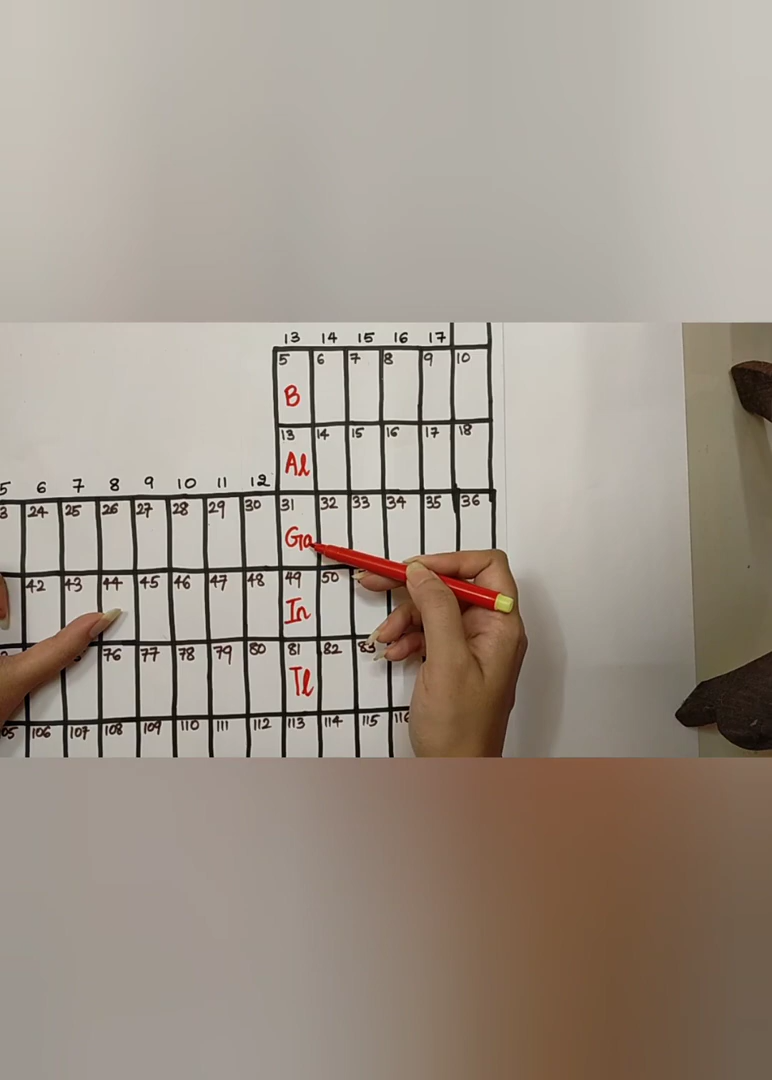 13 14 15 16 17
5 6 7 8 9 10
B
13 14 15 16 17 18
Al
5 6 7 8 9 10 11 12
3 24 25 26 27 28 29 30 31 32 33 34 35 36
Ga
42 43 44 45 46 47 48 49 50
In
76 77 78 79 80 81 82 83
Tl
05 106 107 108 109 110 111 112 113 114 115 116